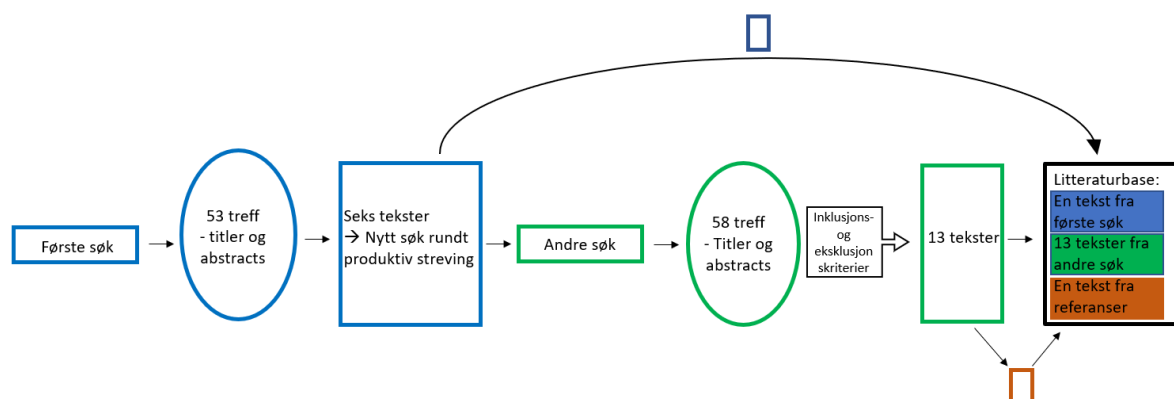 Første søk
53 treff
- titler og
abstracts
Seks tekster
→ Nytt søk rundt
produktiv streving
Andre søk
58 treff
- Titler og
abstracts
Inklusjons-
og
eksklusjon
skriterier
13 tekster
Litteraturbase:
En tekst fra
første søk
13 tekster fra
andre søk
En tekst fra
referanser